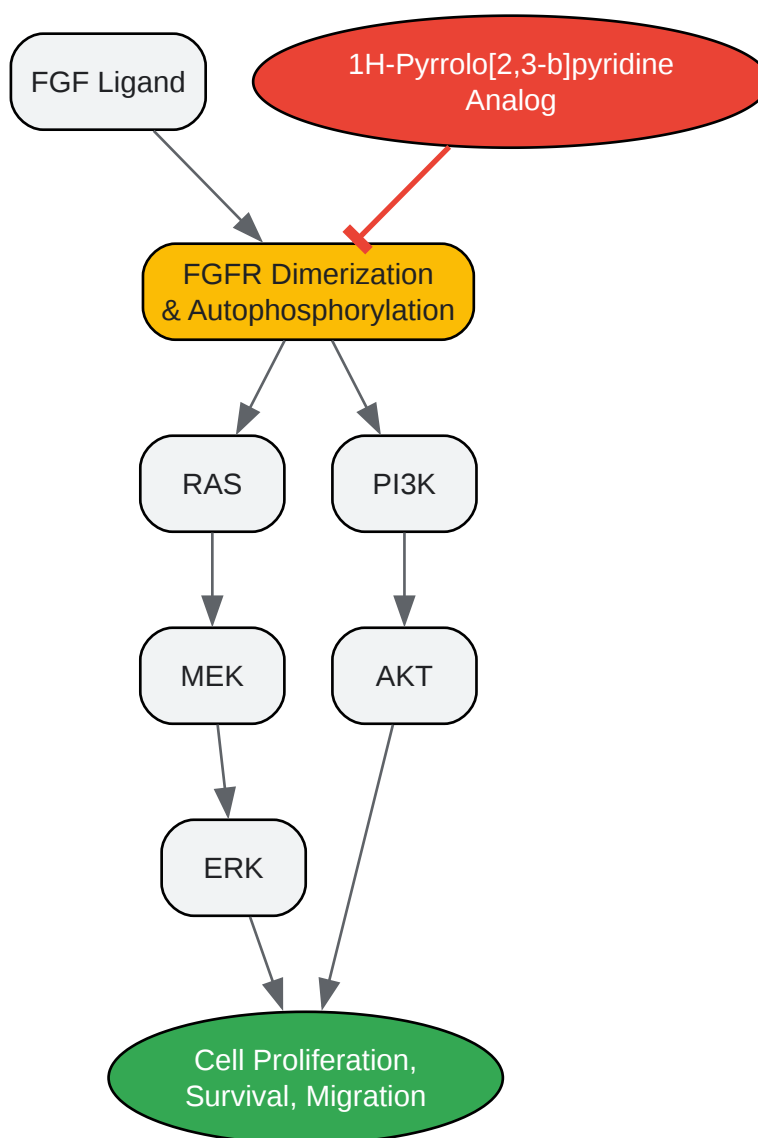 FGF Ligand
1H-Pyrrolo[2,3-b]pyridine
Analog
FGFR Dimerization
& Autophosphorylation
RAS
PI3K
MEK
AKT
ERK
Cell Proliferation,
Survival, Migration